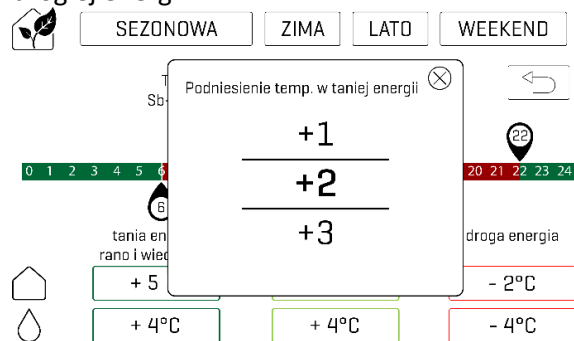 SEZONOWA ZIMA LATO WEEKEND
Podniesienie temp. w taniej energii
Sb-
+1
22
+2
0 1 2 3 4 5 6 20 21 22 23 24
6
+3
tania en droga energia
rano i wie
+ 5 - 2°C
+ 4°C + 4°C - 4°C